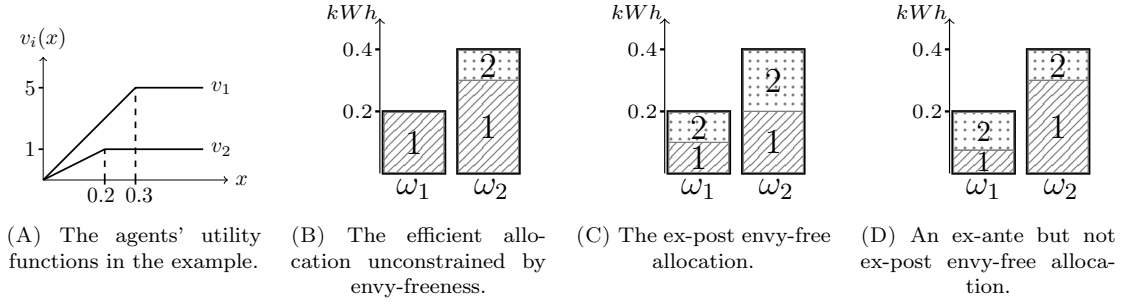 v_i(x)
5
v_1
1
v_2
x
0.2 0.3
(A) The agents' utility
functions in the example.
kWh
0.4
2
0.2
1
1
ω_1 ω_2
(B) The efficient allo-
cation unconstrained by
envy-freeness.
kWh
0.4
2
0.2
2
1
1
ω_1 ω_2
(C) The ex-post envy-free
allocation.
kWh
0.4
2
0.2
2
1
1
ω_1 ω_2
(D) An ex-ante but not
ex-post envy-free alloca-
tion.